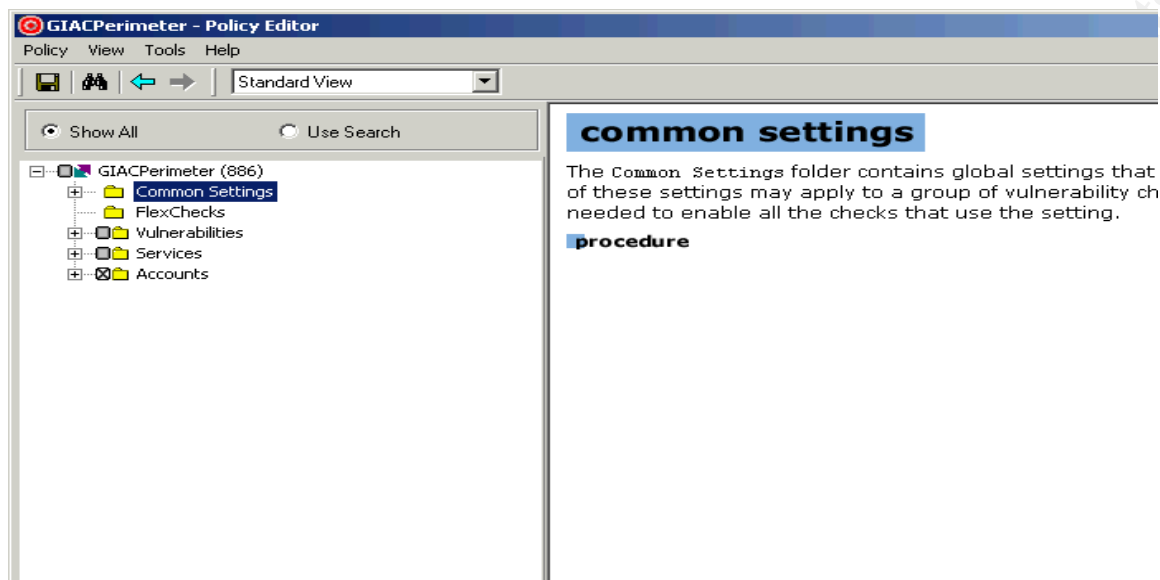 GIACPerimeter - Policy Editor
Policy View Tools Help
Standard View
Show All Use Search
GIACPerimeter (886)
Common Settings
FlexChecks
Vulnerabilities
Services
Accounts
common settings
The Common Settings folder contains global settings that
of these settings may apply to a group of vulnerability ch
needed to enable all the checks that use the setting.
procedure